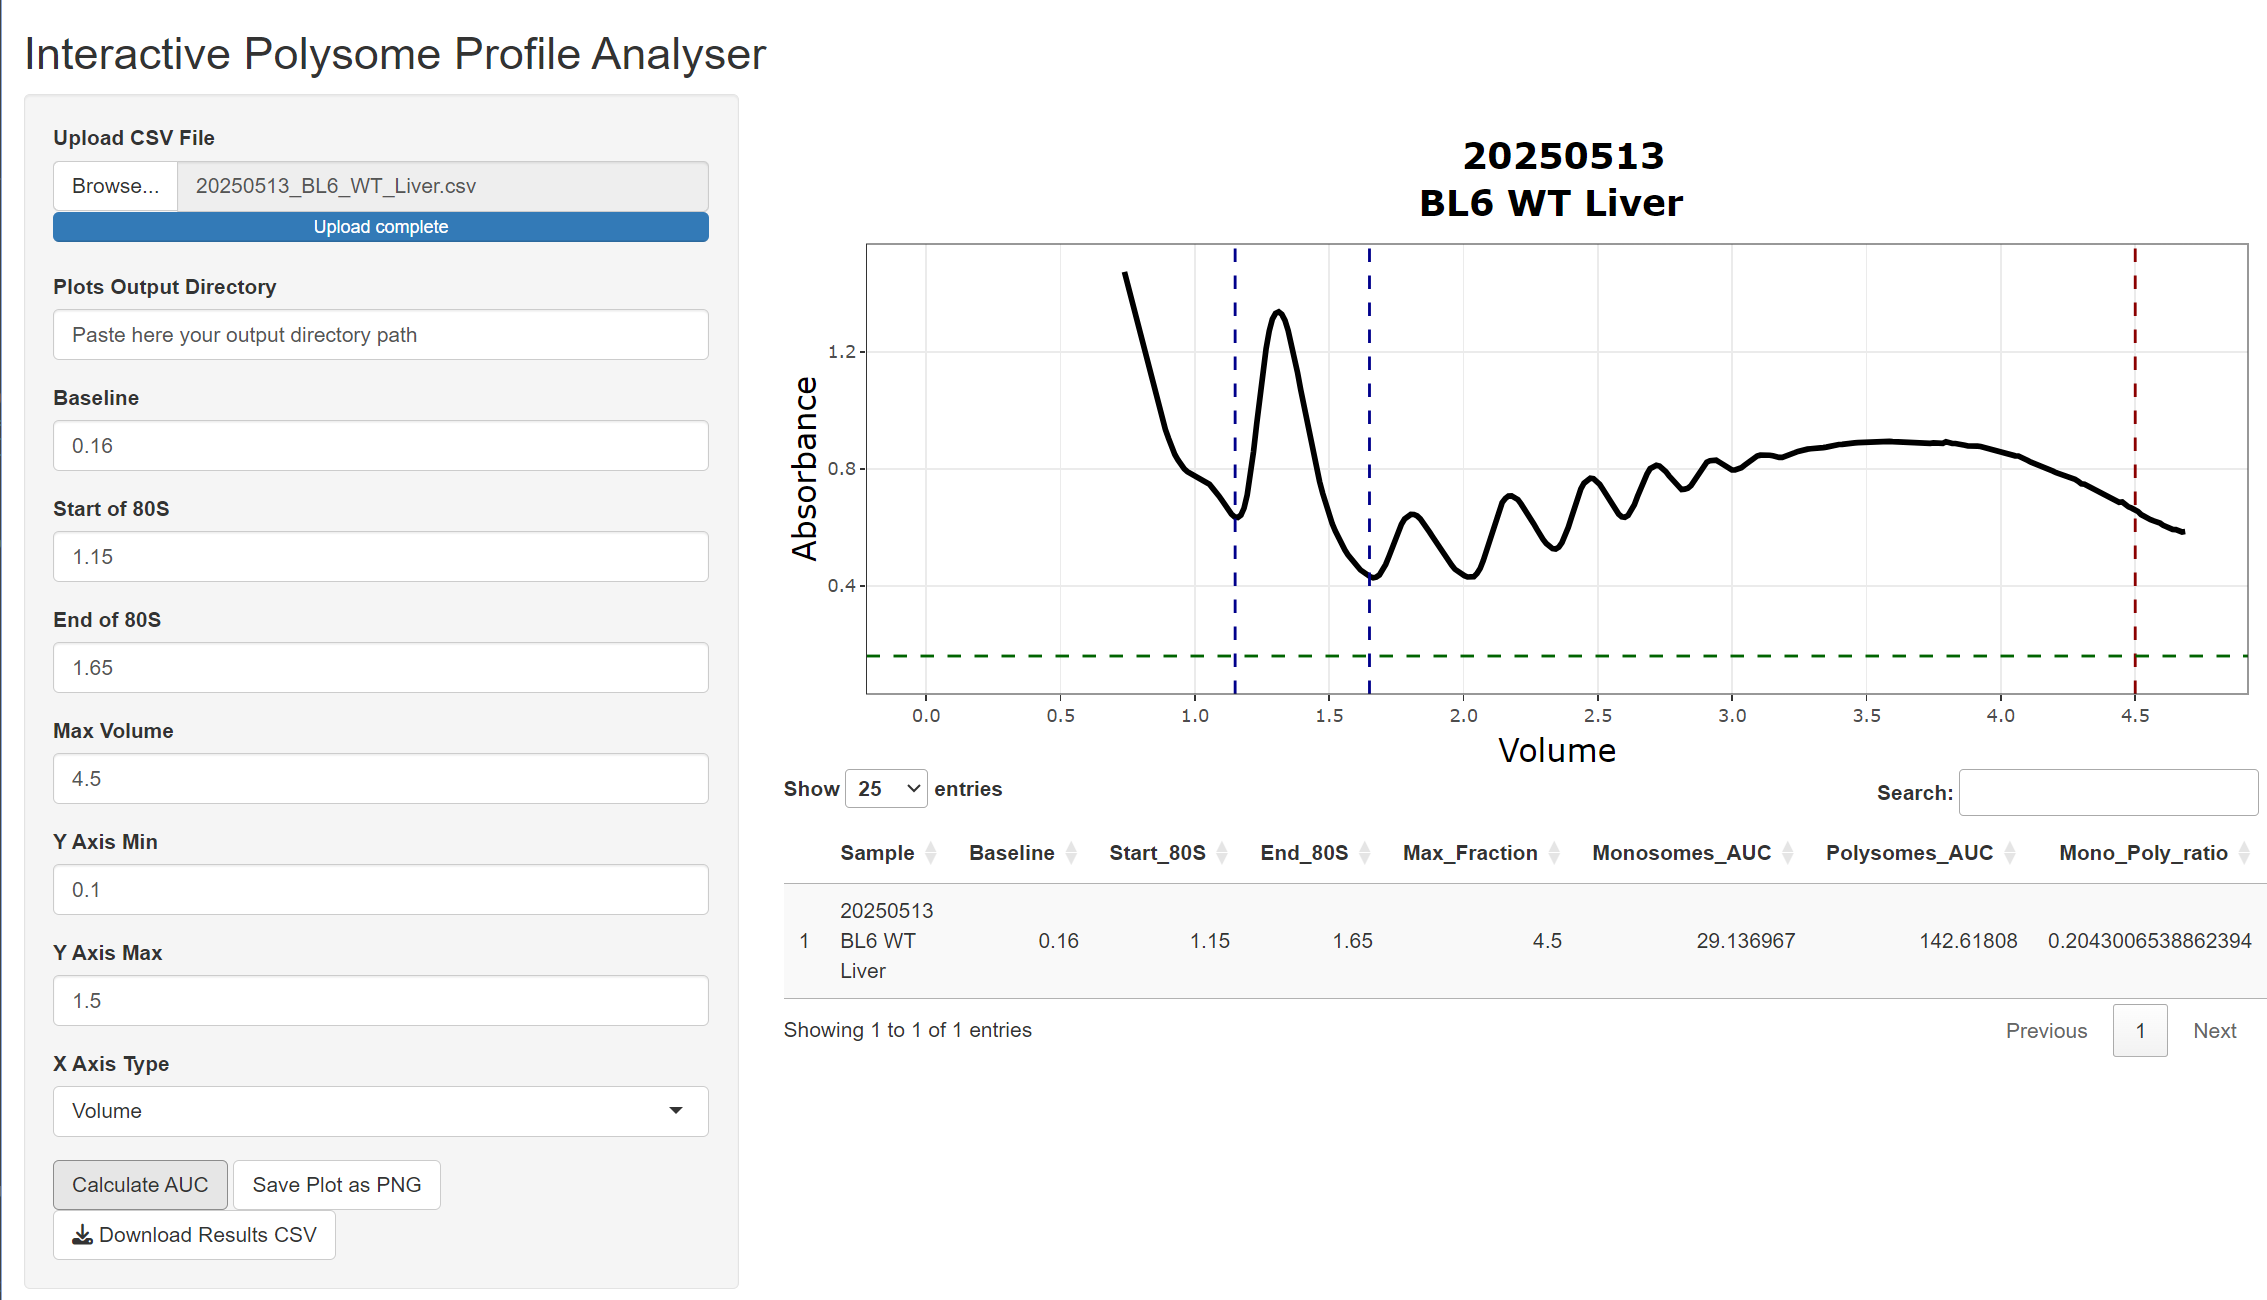 Interactive Polysome Profile Analyser
Upload CSV File
Browse... 20250513_BL6_WT_Liver.csv
Upload complete
Plots Output Directory
Paste here your output directory path
Baseline
0.16
Start of 80S
1.15
End of 80S
1.65
Max Volume
4.5
Y Axis Min
0.1
Y Axis Max
1.5
X Axis Type
Volume
Calculate AUC Save Plot as PNG
Download Results CSV
20250513
BL6 WT Liver
Absorbance
1.2
0.8
0.4
0.0 0.5 1.0 1.5 2.0 2.5 3.0 3.5 4.0 4.5
Volume
Show 25 entries Search:
Sample Baseline Start_80S End_80S Max_Fraction Monosomes_AUC Polysomes_AUC Mono_Poly_ratio
20250513
1 BL6 WT 0.16 1.15 1.65 4.5 29.136967 142.61808 0.2043006538862394
Liver
Showing 1 to 1 of 1 entries Previous 1 Next